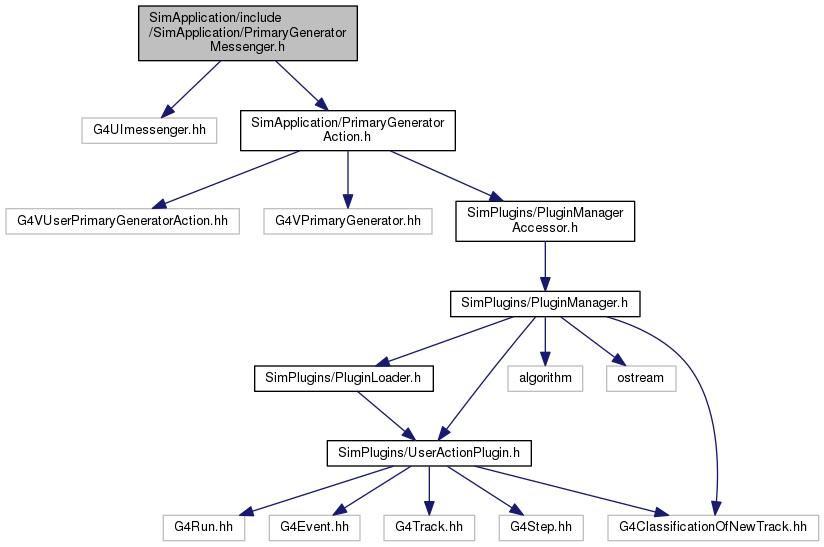 SimApplication/include
/SimApplication/PrimaryGenerator
Messenger.h
G4UImessenger.hh
SimApplication/PrimaryGenerator
Action.h
G4VUserPrimaryGeneratorAction.hh
G4VPrimaryGenerator.hh
SimPlugins/PluginManager
Accessor.h
SimPlugins/PluginManager.h
SimPlugins/PluginLoader.h
algorithm
ostream
SimPlugins/UserActionPlugin.h
G4Run.hh
G4Event.hh
G4Track.hh
G4Step.hh
G4ClassificationOfNewTrack.hh